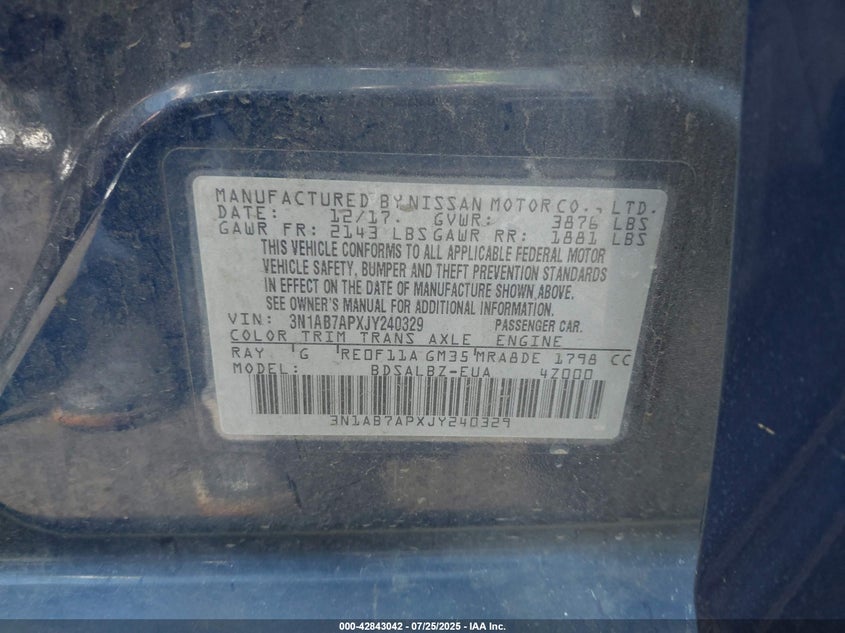 MANUFACTURED BY NISSAN MOTOR CO., LTD.
DATE: 12/17. GVWR: 3876 LBS
GAWR FR: 2143 LBS GAWR RR: 1881 LBS
THIS VEHICLE CONFORMS TO ALL APPLICABLE FEDERAL MOTOR
VEHICLE SAFETY, BUMPER AND THEFT PREVENTION STANDARDS
IN EFFECT ON THE DATE OF MANUFACTURE SHOWN ABOVE.
SEE OWNER'S MANUAL FOR ADDITIONAL INFORMATION.
VIN: 3N1AB7APXJY240329 PASSENGER CAR.
COLOR TRIM TRANS AXLE ENGINE
RAY G RE0F11A GM35 MRA8DE 1798 CC
MODEL: BDSALBZ-EUA 4Z000
3N1AB7APXJY240329
000-42843042 / 07/25/2025 - IAA Inc.